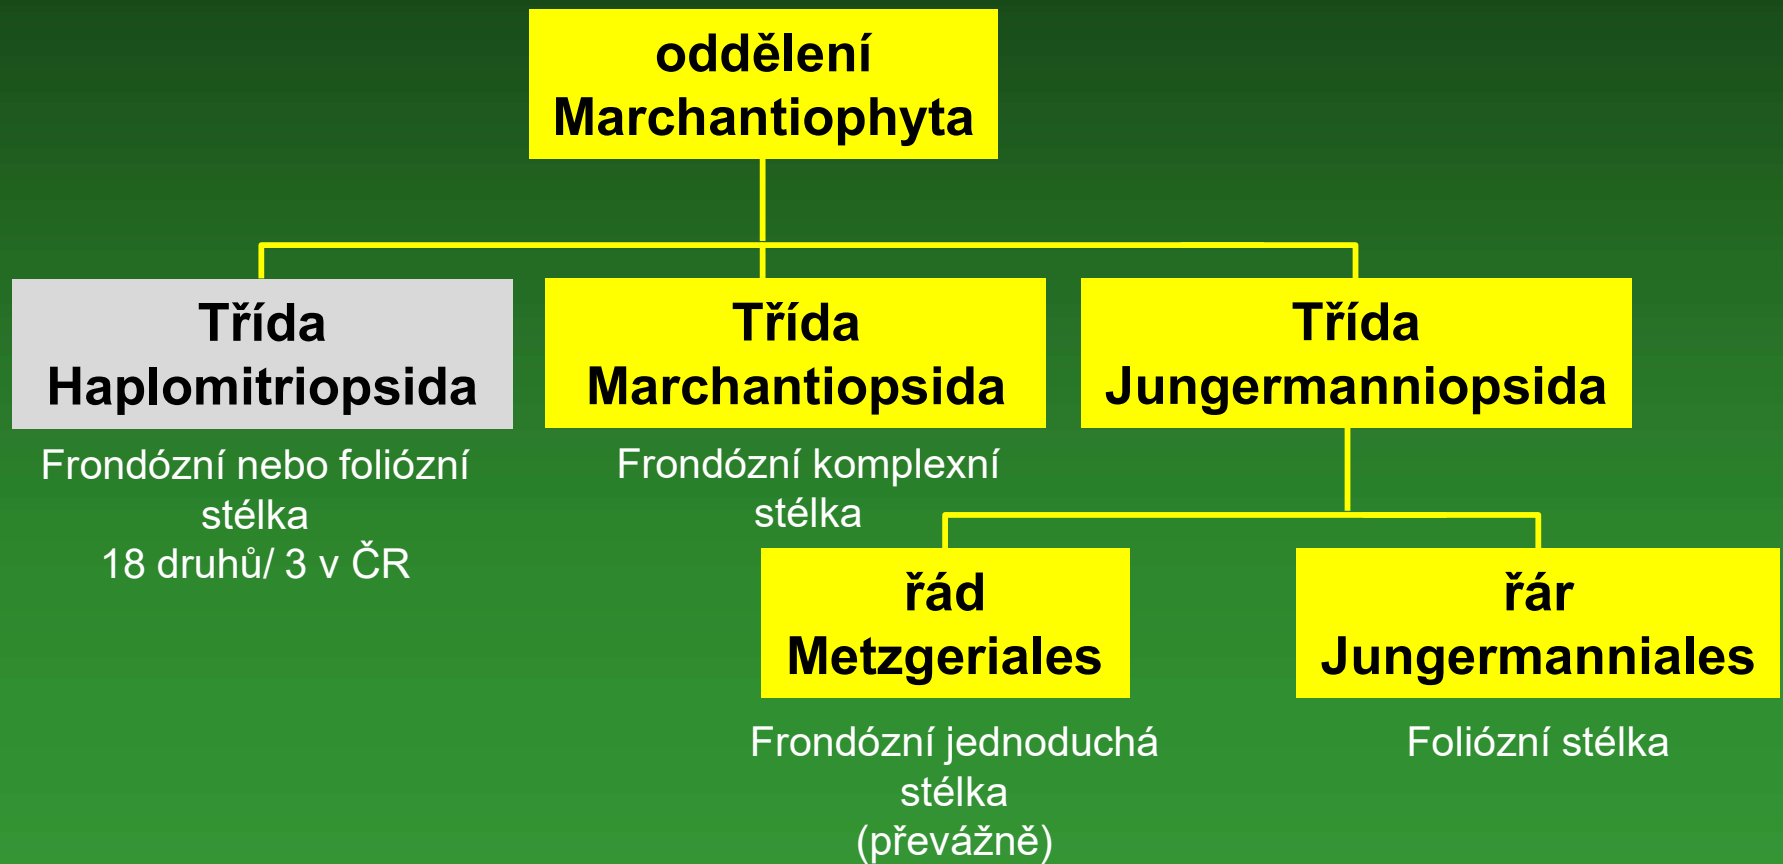 oddělení
Marchantiophyta
Třída
Haplomitriopsida
Frondózní nebo foliózní
stélka
18 druhů/ 3 v ČR
Třída
Marchantiopsida
Frondózní komplexní
stélka
Třída
Jungermanniopsida
řád
Metzgeriales
Frondózní jednoduchá
stélka
(převážně)
řár
Jungermanniales
Foliózní stélka